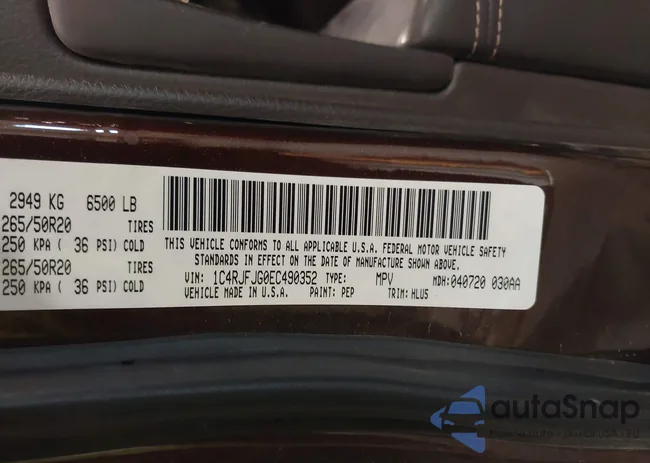 2949 KG 6500 LB
265/50R20 TIRES
250 KPA ( 36 PSI) COLD
265/50R20 TIRES
250 KPA ( 36 PSI) COLD
THIS VEHICLE CONFORMS TO ALL APPLICABLE U.S.A. FEDERAL MOTOR VEHICLE SAFETY
STANDARDS IN EFFECT ON THE DATE OF MANUFACTURE SHOWN ABOVE.
VIN: 1C4RJFJG0EC490352 TYPE: MPV MDH: 040720 030AA
VEHICLE MADE IN U.S.A. PAINT: PEP TRIM: HLU5
autaSnap